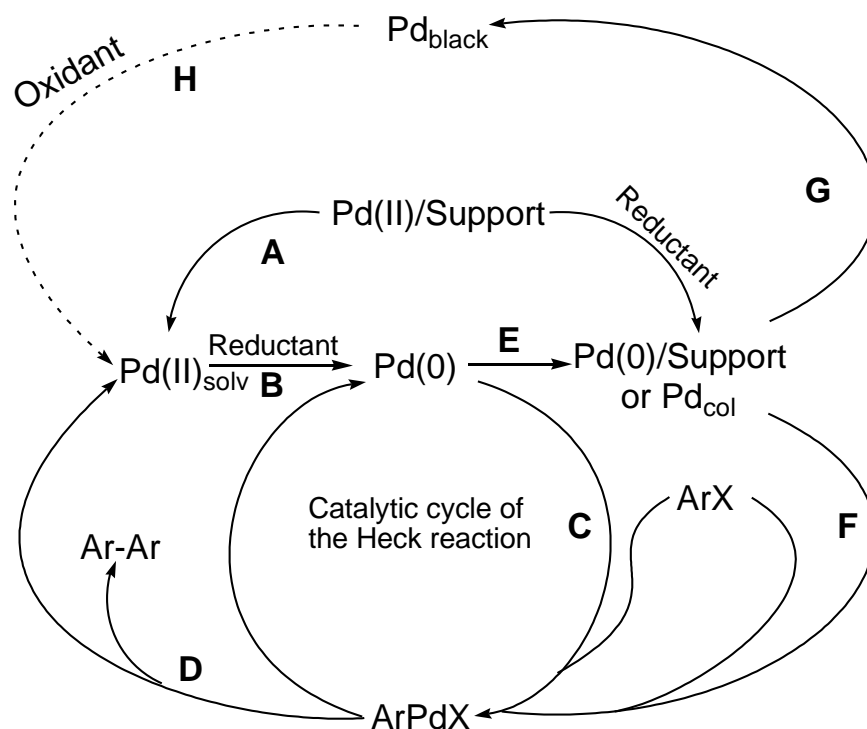 Pd_black
Oxidant
H
Pd(II)/Support
Reductant
G
A
Pd(II)_solv
Reductant
B
Pd(0)
E
Pd(0)/Support
or Pd_col
Catalytic cycle of
the Heck reaction
C
ArX
F
Ar-Ar
D
ArPdX